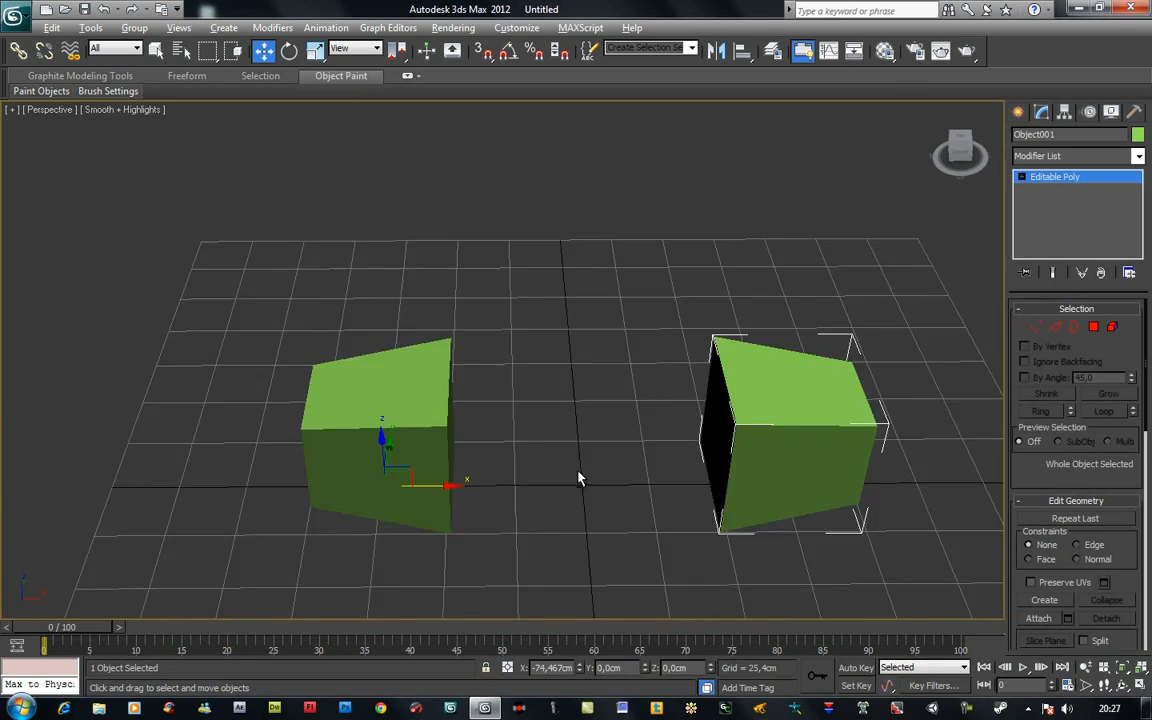 Autodesk 3ds Max 2012 Untitled
Type a keyword or phrase
Edit Tools Group Views Create Modifiers Animation Graph Editors Rendering Customize MAXScript Help
All View Create Selection Se
Graphite Modeling Tools Freeform Selection Object Paint
Paint Objects Brush Settings
[ + ] [ Perspective ] [ Smooth + Highlights ]
Object001
Modifier List
Editable Poly
z
x
z
Selection
By Vertex
Ignore Backfacing
By Angle: 45,0
Shrink Grow
Ring Loop
Preview Selection
Off SubObj Multi
Whole Object Selected
Edit Geometry
Repeat Last
Constraints
None Edge
Face Normal
Preserve UVs
Create Collapse
Attach Detach
Slice Plane Split
0 / 100
0 5 10 15 20 25 30 35 40 45 50 55 60 65 70 75 80 85 90 95 100
1 Object Selected X: -74,467cm Y: 0,0cm Z: 0,0cm Grid = 25,4cm Auto Key Selected
Max to Physc Click and drag to select and move objects Add Time Tag Set Key Key Filters... 0
20:27